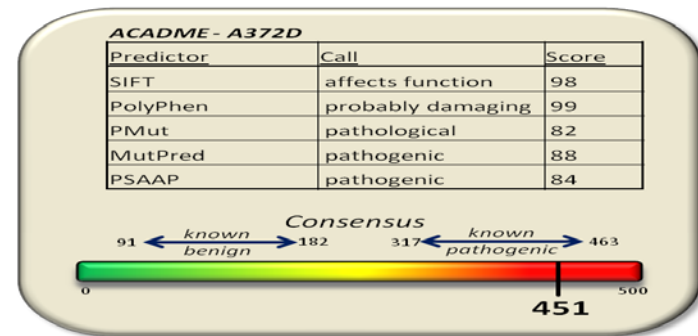 ACADME - A372D
Predictor Call Score
SIFT affects function 98
PolyPhen probably damaging 99
PMut pathological 82
MutPred pathogenic 88
PSAAP pathogenic 84
Consensus
91 known benign 182 317 known pathogenic 463
0 500
451